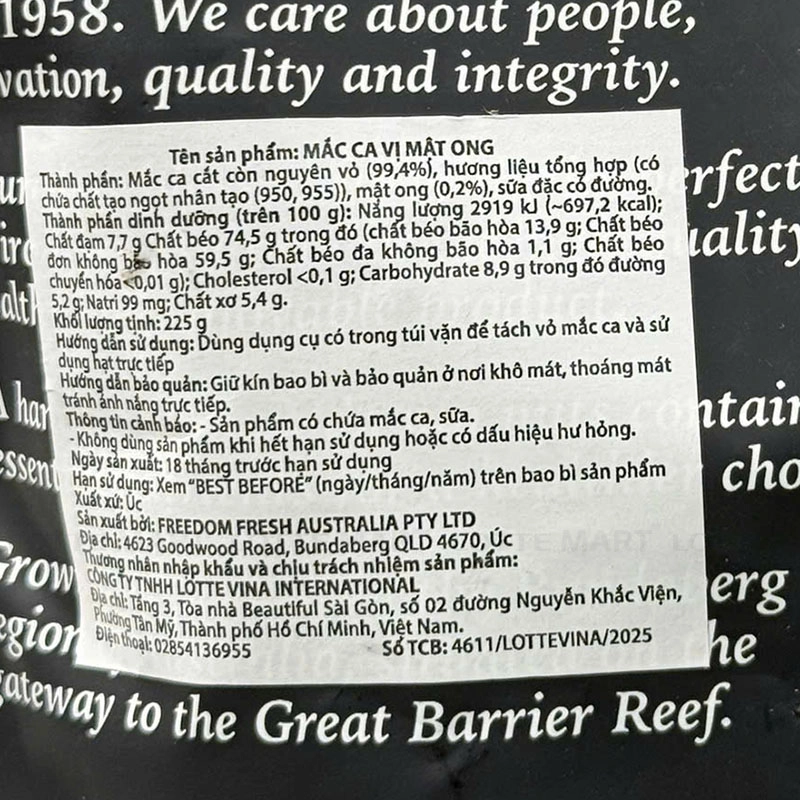 1958. We care about people,
vation, quality and integrity.
Tên sản phẩm: MẮC CA VỊ MẬT ONG
Thành phần: Mắc ca cắt còn nguyên vỏ (99,4%), hương liệu tổng hợp (có
chứa chất tạo ngọt nhân tạo (950, 955)), mật ong (0,2%), sữa đặc có đường.
Thành phần dinh dưỡng (trên 100 g): Năng lượng 2919 kJ (~697,2 kcal);
Chất đạm 7,7 g Chất béo 74,5 g trong đó (chất béo bão hòa 13,9 g; Chất béo
đơn không bão hòa 59,5 g; Chất béo đa không bão hòa 1,1 g; Chất béo
chuyển hóa <0,01 g); Cholesterol <0,1 g; Carbohydrate 8,9 g trong đó đường
5,2 g; Natri 99 mg; Chất xơ 5,4 g.
Khối lượng tịnh: 225 g
Hướng dẫn sử dụng: Dùng dụng cụ có trong túi vặn để tách vỏ mắc ca và sử
dụng hạt trực tiếp
Hướng dẫn bảo quản: Giữ kín bao bì và bảo quản ở nơi khô mát, thoáng mát
tránh ánh nắng trực tiếp.
Thông tin cảnh báo: - Sản phẩm có chứa mắc ca, sữa.
- Không dùng sản phẩm khi hết hạn sử dụng hoặc có dấu hiệu hư hỏng.
Ngày sản xuất: 18 tháng trước hạn sử dụng
Hạn sử dụng: Xem "BEST BEFORE" (ngày/tháng/năm) trên bao bì sản phẩm
Xuất xứ: Úc
Sản xuất bởi: FREEDOM FRESH AUSTRALIA PTY LTD
Địa chỉ: 4623 Goodwood Road, Bundaberg QLD 4670, Úc
Thương nhân nhập khẩu và chịu trách nhiệm sản phẩm:
CÔNG TY TNHH LOTTE VINA INTERNATIONAL
Địa chỉ: Tầng 3, Tòa nhà Beautiful Sài Gòn, số 02 đường Nguyễn Khắc Viện,
Phường Tân Mỹ, Thành phố Hồ Chí Minh, Việt Nam.
Điện thoại: 02854136955 Số TCB: 4611/LOTTEVINA/2025
rfect
ality
ntain
cho
Grow
erg
egion
he
gateway to the Great Barrier Reef.